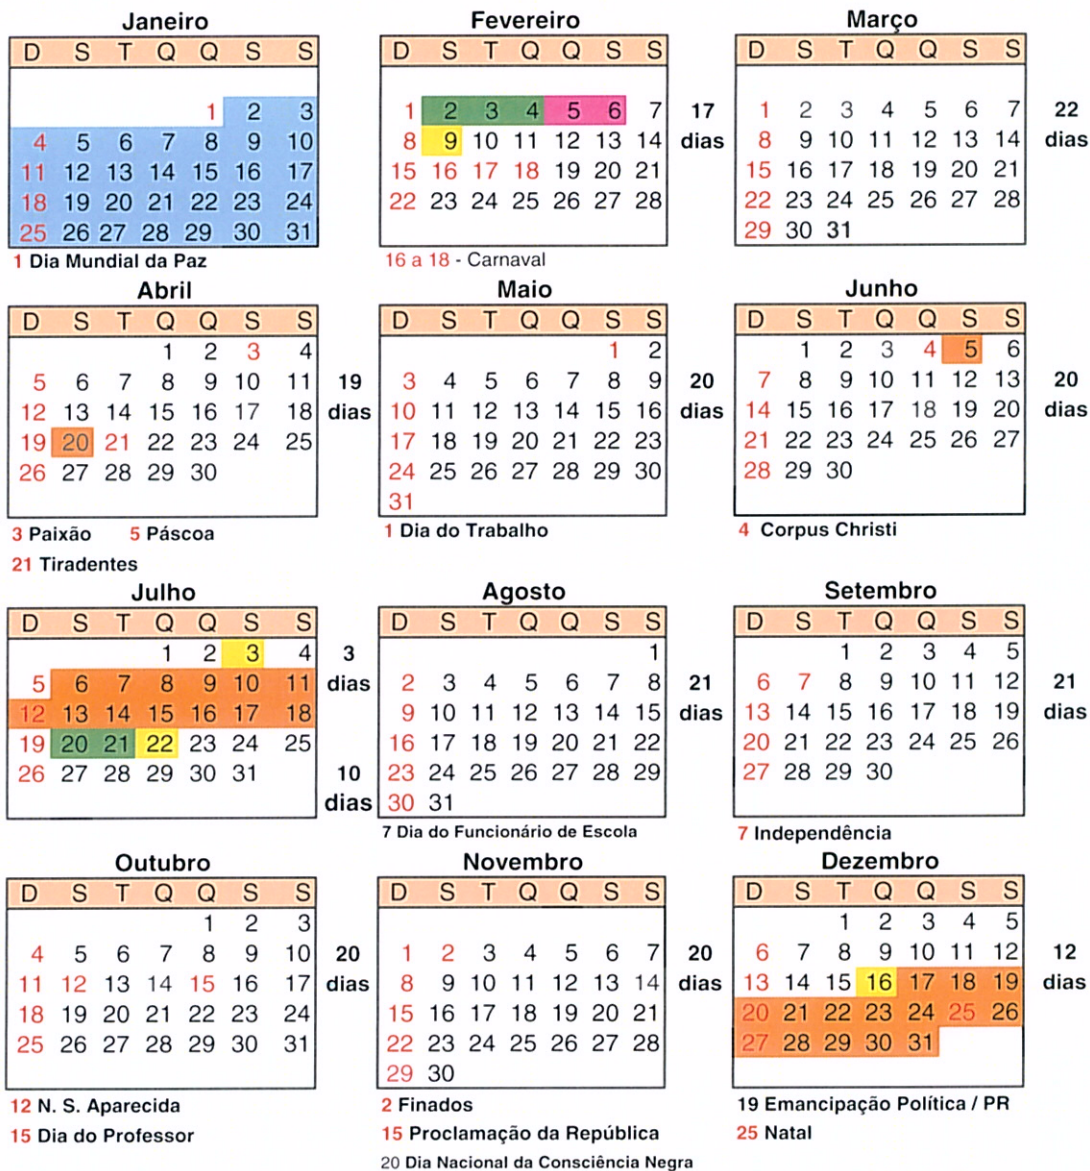 Janeiro
D S T Q Q S S
1 2 3
4 5 6 7 8 9 10
11 12 13 14 15 16 17
18 19 20 21 22 23 24
25 26 27 28 29 30 31
1 Dia Mundial da Paz
Fevereiro
D S T Q Q S S
1 2 3 4 5 6 7
8 9 10 11 12 13 14
15 16 17 18 19 20 21
22 23 24 25 26 27 28
17
dias
16 a 18 - Carnaval
Março
D S T Q Q S S
1 2 3 4 5 6 7
8 9 10 11 12 13 14
15 16 17 18 19 20 21
22 23 24 25 26 27 28
29 30 31
22
dias
Abril
D S T Q Q S S
1 2 3 4
5 6 7 8 9 10 11
12 13 14 15 16 17 18
19 20 21 22 23 24 25
26 27 28 29 30
19
dias
3 Paixão 5 Páscoa
21 Tiradentes
Maio
D S T Q Q S S
1 2
3 4 5 6 7 8 9
10 11 12 13 14 15 16
17 18 19 20 21 22 23
24 25 26 27 28 29 30
31
20
dias
1 Dia do Trabalho
Junho
D S T Q Q S S
1 2 3 4 5 6
7 8 9 10 11 12 13
14 15 16 17 18 19 20
21 22 23 24 25 26 27
28 29 30
20
dias
4 Corpus Christi
Julho
D S T Q Q S S
1 2 3 4
5 6 7 8 9 10 11
12 13 14 15 16 17 18
19 20 21 22 23 24 25
26 27 28 29 30 31
3
dias
10
dias
Agosto
D S T Q Q S S
1
2 3 4 5 6 7 8
9 10 11 12 13 14 15
16 17 18 19 20 21 22
23 24 25 26 27 28 29
30 31
21
dias
7 Dia do Funcionário de Escola
Setembro
D S T Q Q S S
1 2 3 4 5
6 7 8 9 10 11 12
13 14 15 16 17 18 19
20 21 22 23 24 25 26
27 28 29 30
21
dias
7 Independência
Outubro
D S T Q Q S S
1 2 3
4 5 6 7 8 9 10
11 12 13 14 15 16 17
18 19 20 21 22 23 24
25 26 27 28 29 30 31
20
dias
12 N. S. Aparecida
15 Dia do Professor
Novembro
D S T Q Q S S
1 2 3 4 5 6 7
8 9 10 11 12 13 14
15 16 17 18 19 20 21
22 23 24 25 26 27 28
29 30
20
dias
2 Finados
15 Proclamação da República
20 Dia Nacional da Consciência Negra
Dezembro
D S T Q Q S S
1 2 3 4 5
6 7 8 9 10 11 12
13 14 15 16 17 18 19
20 21 22 23 24 25 26
27 28 29 30 31
12
dias
19 Emancipação Política / PR
25 Natal